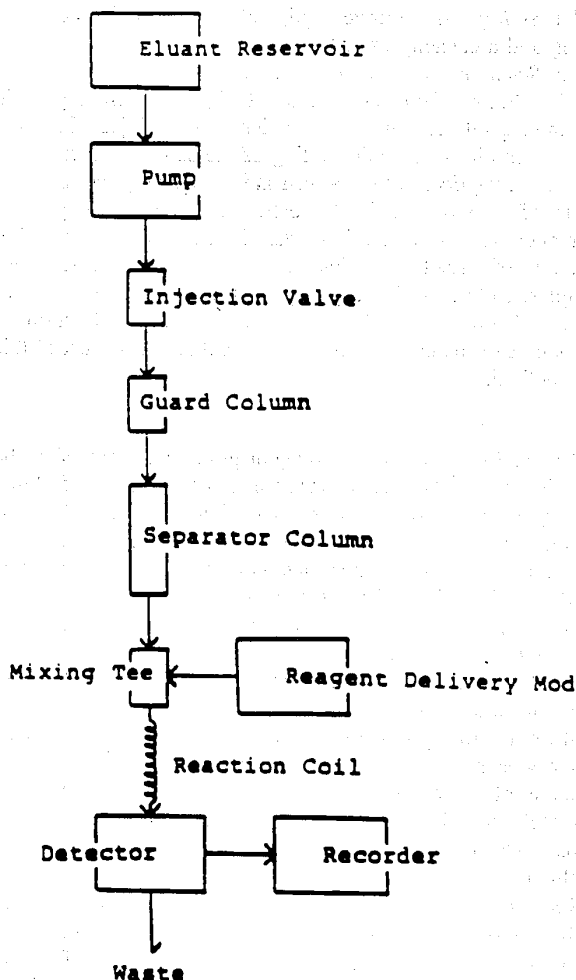 Eluant Reservoir
Pump
Injection Valve
Guard Column
Separator Column
Mixing Tee
Reagent Delivery Mod
Reaction Coil
Detector
Recorder
Waste